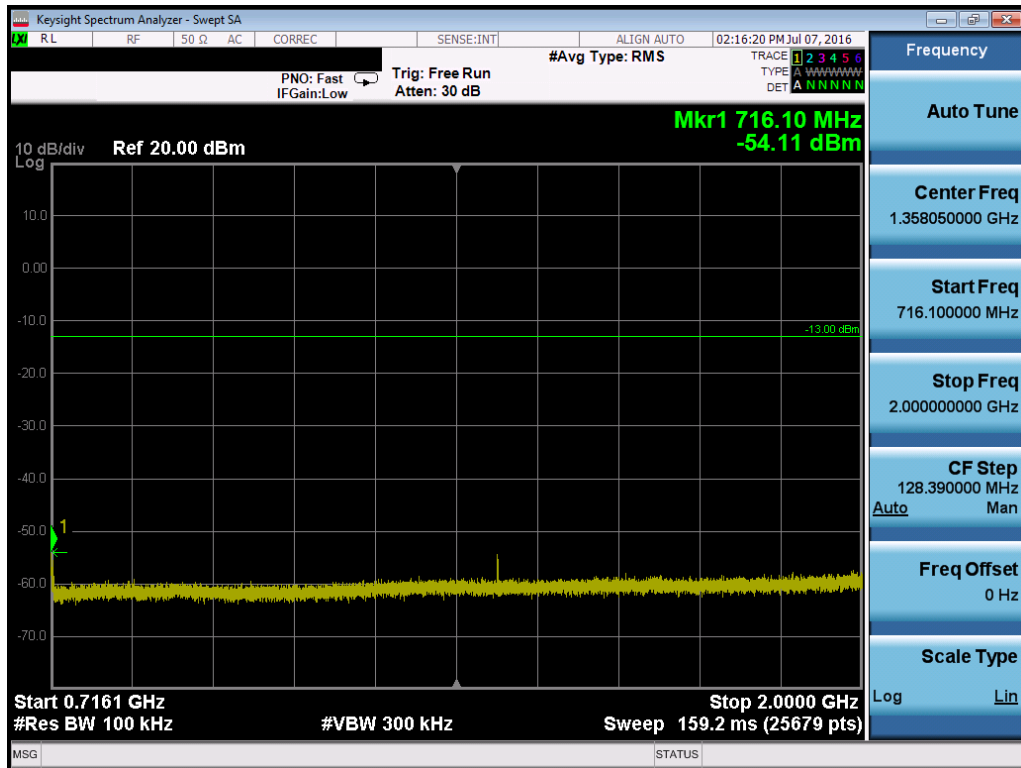 Keysight Spectrum Analyzer - Swept SA
LXI RL RF 50 Ω AC CORREC SENSE:INT ALIGN AUTO 02:16:20 PM Jul 07, 2016
#Avg Type: RMS
TRACE 1 2 3 4 5 6
PNO: Fast Trig: Free Run
TYPE A WWWWW
IFGain:Low Atten: 30 dB
DET A N N N N N
Mkr1 716.10 MHz
-54.11 dBm
10 dB/div Ref 20.00 dBm
Log
10.0
0.00
-10.0
-13.00 dBm
-20.0
-30.0
-40.0
-50.0
1
-60.0
-70.0
Start 0.7161 GHz Stop 2.0000 GHz
#Res BW 100 kHz #VBW 300 kHz Sweep 159.2 ms (25679 pts)
MSG STATUS
Frequency
Auto Tune
Center Freq
1.358050000 GHz
Start Freq
716.100000 MHz
Stop Freq
2.000000000 GHz
CF Step
128.390000 MHz
Auto Man
Freq Offset
0 Hz
Scale Type
Log Lin